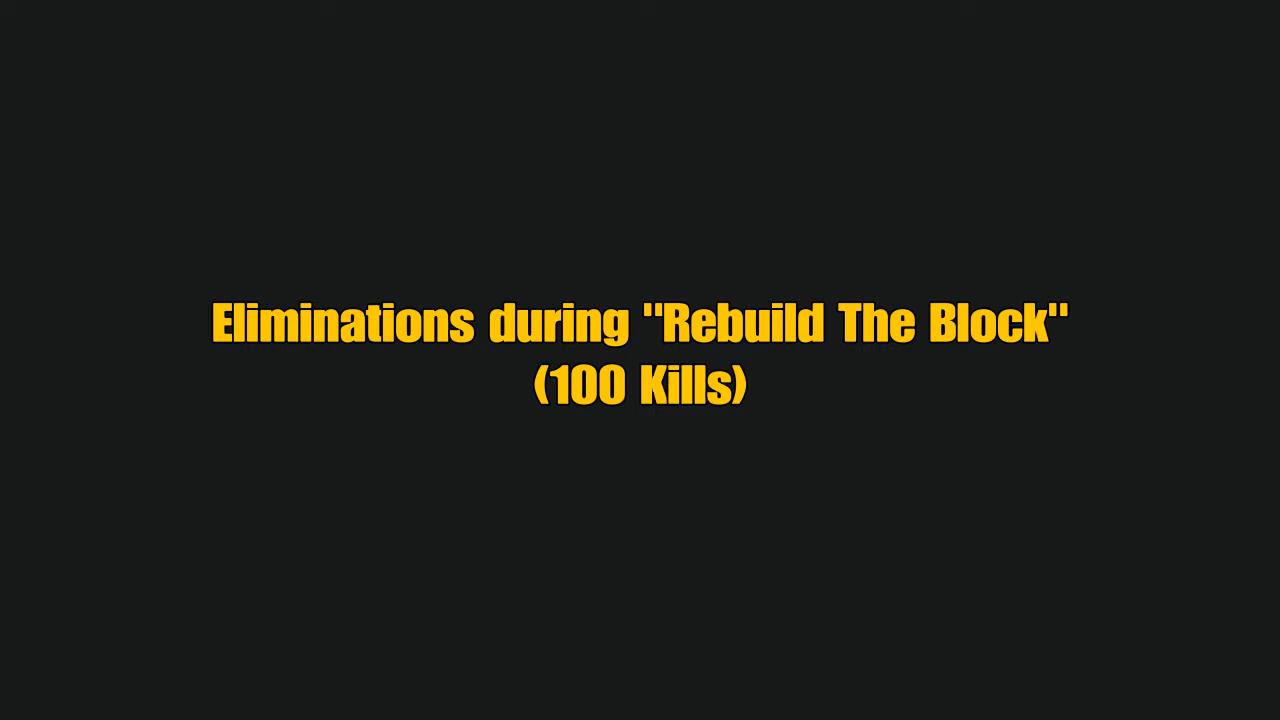 Eliminations during "Rebuild The Block"
(100 Kills)